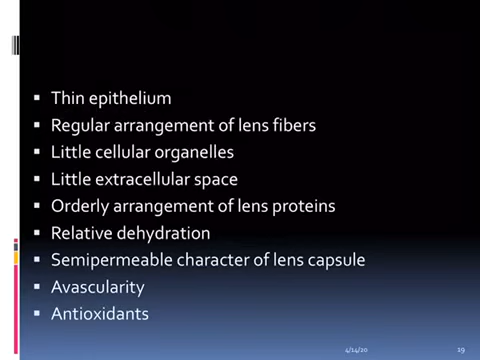 ▪ Thin epithelium
▪ Regular arrangement of lens fibers
▪ Little cellular organelles
▪ Little extracellular space
▪ Orderly arrangement of lens proteins
▪ Relative dehydration
▪ Semipermeable character of lens capsule
▪ Avascularity
▪ Antioxidants
4/14/20 19